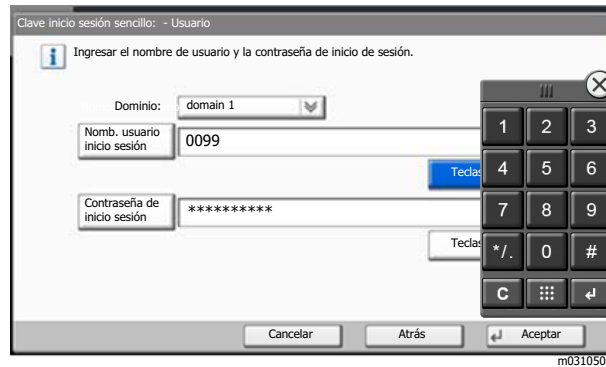 Clave inicio sesión sencillo: - Usuario
Ingresar el nombre de usuario y la contraseña de inicio de sesión.
Dominio:
domain 1
Nomb. usuario
inicio sesión
0099
Teclas
Contraseña de
inicio sesión
**********
Teclas
1 2 3
4 5 6
7 8 9
*/. 0 #
C
Cancelar
Atrás
Aceptar
m031050